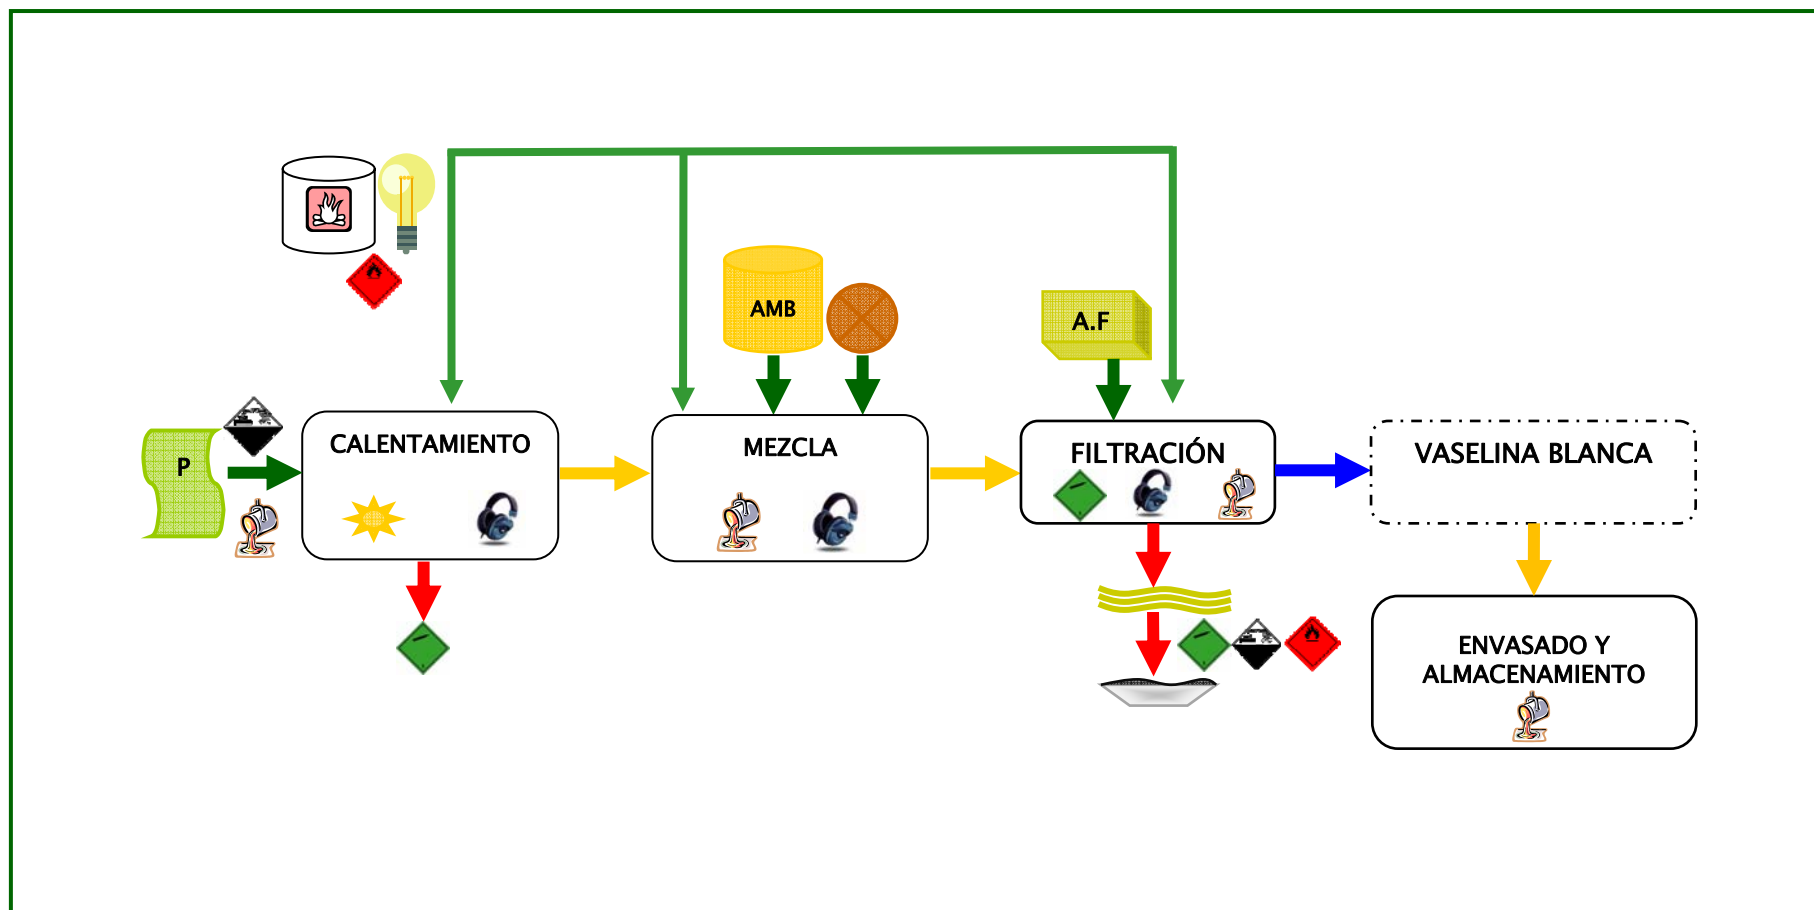 AMB
A.F
P
CALENTAMIENTO
MEZCLA
FILTRACIÓN
VASELINA BLANCA
ENVASADO Y
ALMACENAMIENTO